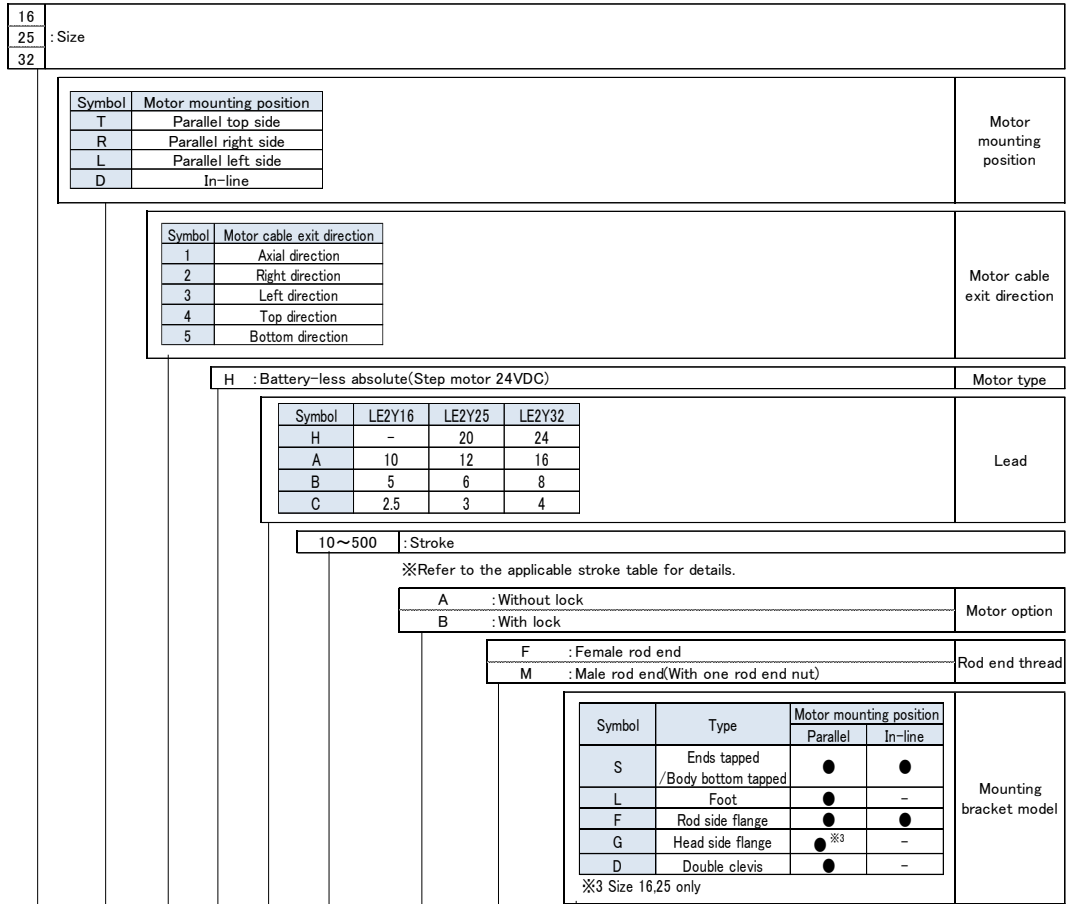 16
25 : Size
32
Symbol Motor mounting position
T Parallel top side
R Parallel right side
L Parallel left side
D In-line
Motor
mounting
position
Symbol Motor cable exit direction
1 Axial direction
2 Right direction
3 Left direction
4 Top direction
5 Bottom direction
Motor cable
exit direction
H :Battery-less absolute(Step motor 24VDC) Motor type
Symbol LE2Y16 LE2Y25 LE2Y32
H - 20 24
A 10 12 16
B 5 6 8
C 2.5 3 4
Lead
10~500 :Stroke
※Refer to the applicable stroke table for details.
A :Without lock
B :With lock
Motor option
F :Female rod end
M :Male rod end(With one rod end nut)
Rod end thread
Symbol Type Motor mounting position
Parallel In-line
S Ends tapped
/Body bottom tapped ● ●
L Foot ● -
F Rod side flange ● ●
G Head side flange ●※3 -
D Double clevis ● -
※3 Size 16,25 only
Mounting
bracket model